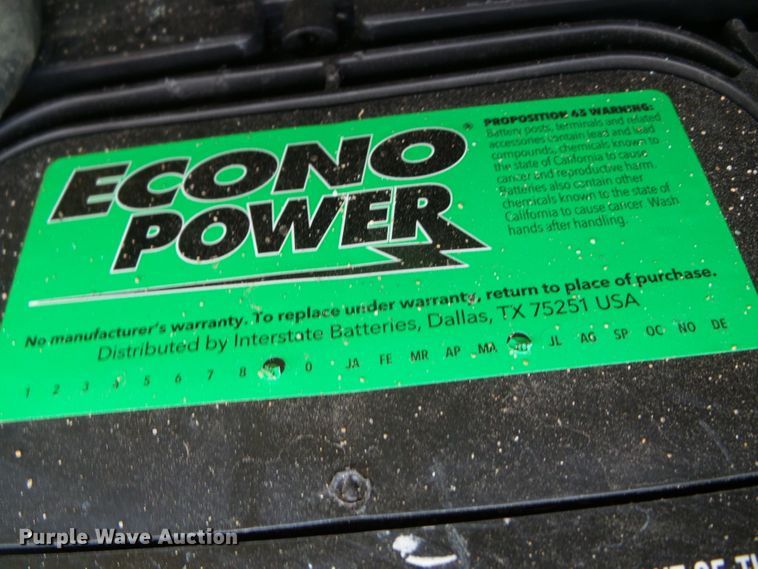 ECONO
POWER
®
PROPOSITION 65 WARNING:
Battery posts, terminals and related
accessories contain lead and lead
compounds, chemicals known to
the state of California to cause
cancer and reproductive harm.
Batteries also contain other
chemicals known to the state of
California to cause cancer. Wash
hands after handling.
No manufacturer's warranty. To replace under warranty, return to place of purchase.
Distributed by Interstate Batteries, Dallas, TX 75251 USA
1 2 3 4 5 6 7 8 0 JA FE MR AP MA JL AG SP OC NO DE
Purple Wave Auction